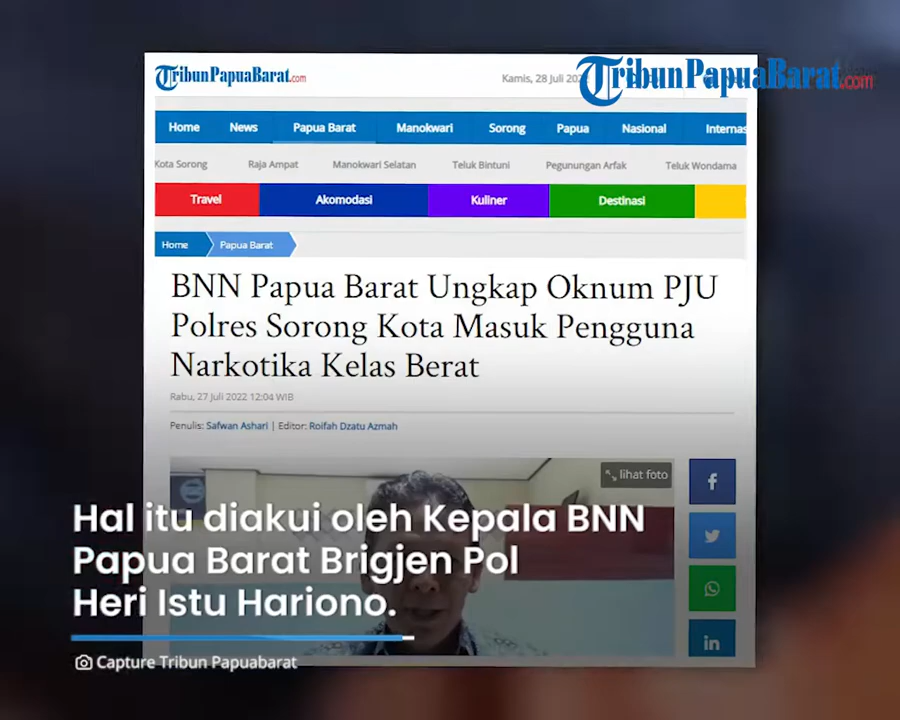 TribunPapuaBarat.com
Kamis, 28 Juli
TribunPapuaBarat.com
Home News Papua Barat Manokwari Sorong Papua Nasional Internas
Kota Sorong Raja Ampat Manokwari Selatan Teluk Bintuni Pegunungan Arfak Teluk Wondama
Travel Akomodasi Kuliner Destinasi
Home Papua Barat
BNN Papua Barat Ungkap Oknum PJU
Polres Sorong Kota Masuk Pengguna
Narkotika Kelas Berat
Rabu, 27 Juli 2022 12:04 WIB
Penulis: Safwan Ashari | Editor: Roifah Dzatu Azmah
lihat foto
Hal itu diakui oleh Kepala BNN
Papua Barat Brigjen Pol
Heri Istu Hariono.
Capture Tribun Papuabarat